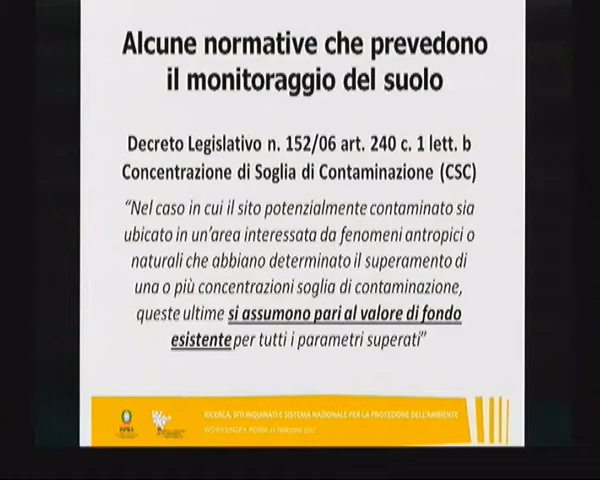 Alcune normative che prevedono
il monitoraggio del suolo
Decreto Legislativo n. 152/06 art. 240 c. 1 lett. b
Concentrazione di Soglia di Contaminazione (CSC)
“Nel caso in cui il sito potenzialmente contaminato sia
ubicato in un’area interessata da fenomeni antropici o
naturali che abbiano determinato il superamento di
una o più concentrazioni soglia di contaminazione,
queste ultime si assumono pari al valore di fondo
esistente per tutti i parametri superati”
RICERCA, SITI INQUINATI E SISTEMA NAZIONALE PER LA PROTEZIONE DELL'AMBIENTE
WORKSHOP ROMA
ISPRA